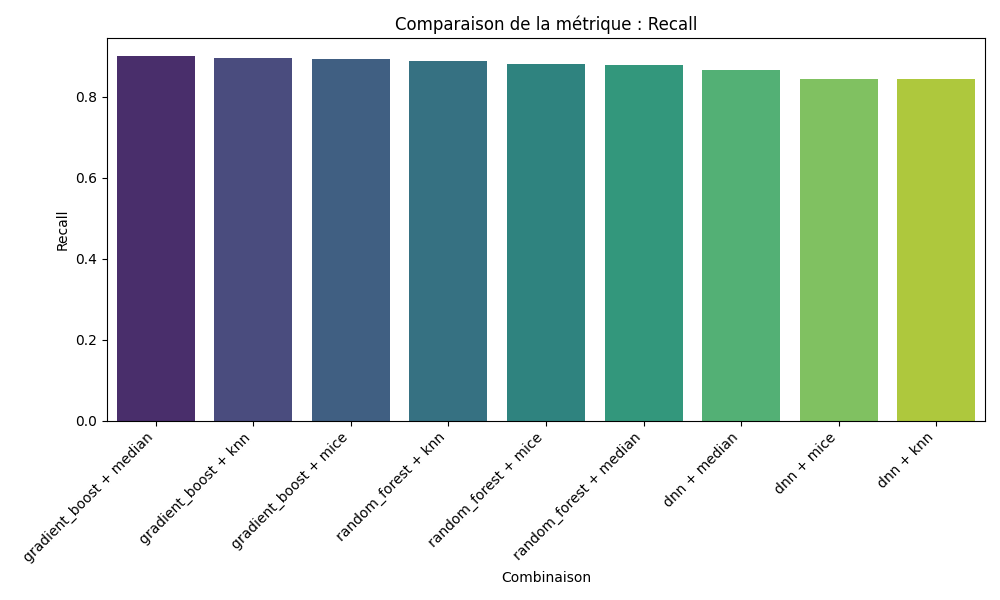 Comparaison de la métrique : Recall
Recall
0.8
0.6
0.4
0.2
0.0
gradient_boost + median
gradient_boost + knn
gradient_boost + mice
random_forest + knn
random_forest + mice
random_forest + median
dnn + median
dnn + mice
dnn + knn
Combinaison